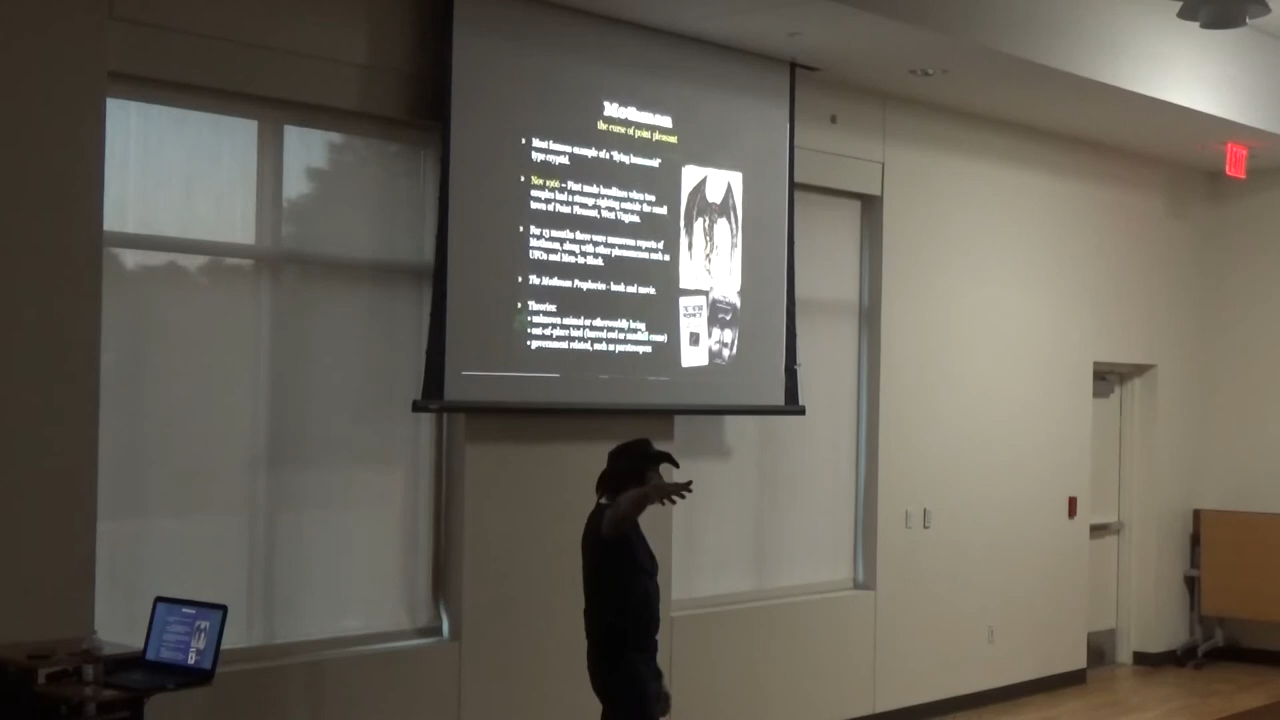 Mothman
the curse of point pleasant
Most famous example of a "flying humanoid"
type cryptid.
Nov 1966 – First made headlines when two
couples had a strange sighting outside the small
town of Point Pleasant, West Virginia.
For 13 months there were numerous reports of
Mothman, along with other phenomenon such as
UFOs and Men-In-Black.
The Mothman Prophecies - book and movie.
Theories:
• unknown animal or otherworldly being
• out-of-place bird (barred owl or sandhill crane)
• government related, such as paratroopers
EXIT